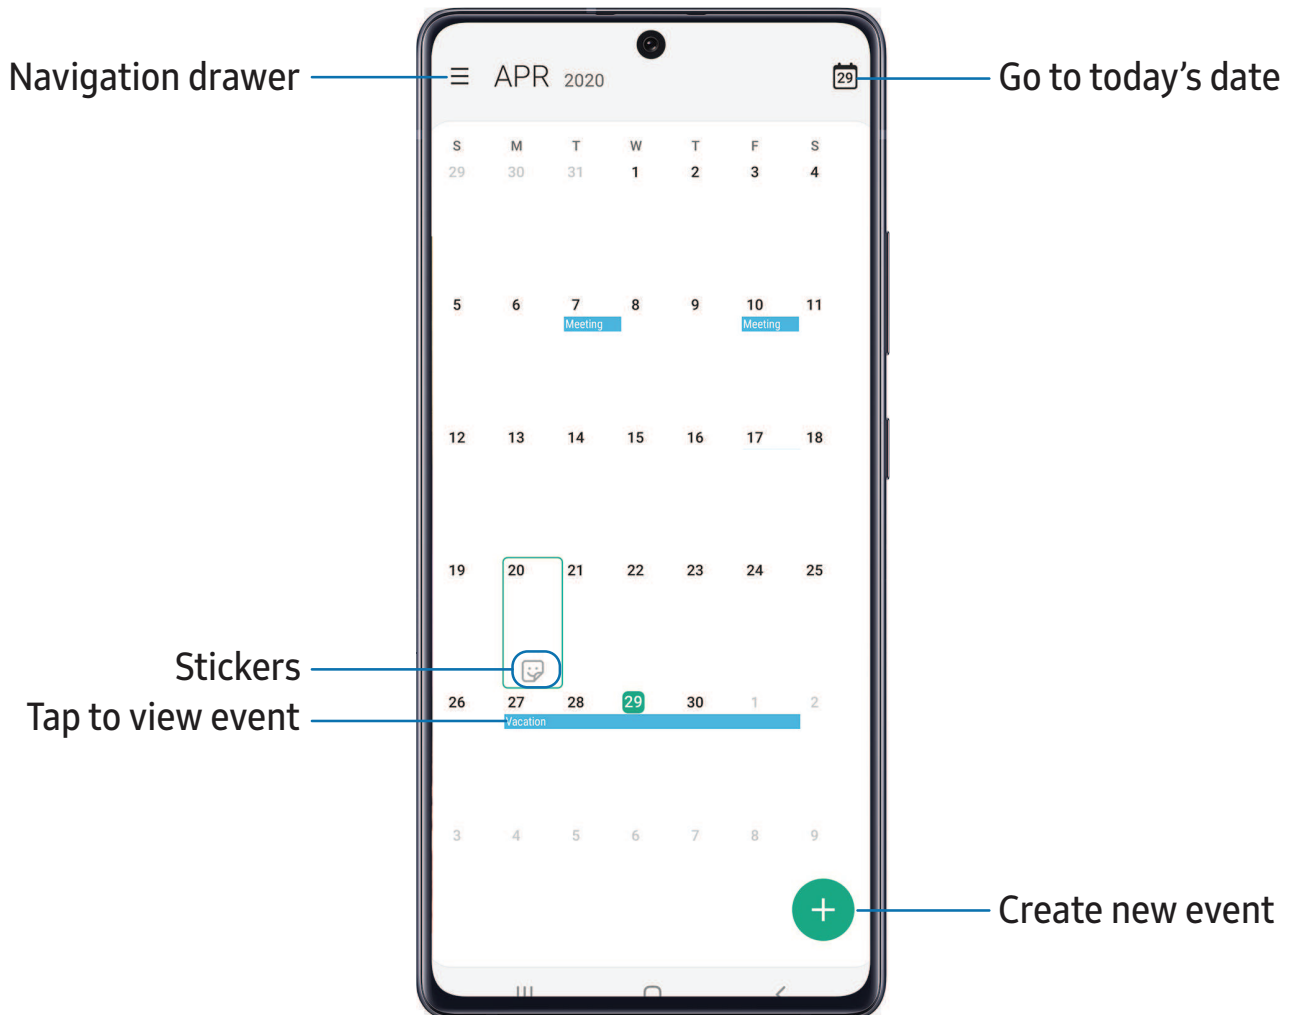 Navigation drawer
APR 2020
29
Go to today’s date
S M T W T F S
29 30 31 1 2 3 4
5 6 7 8 9 10 11
Meeting Meeting
12 13 14 15 16 17 18
19 20 21 22 23 24 25
Stickers
26 27 28 29 30 1 2
Tap to view event
Vacation
3 4 5 6 7 8 9
Create new event